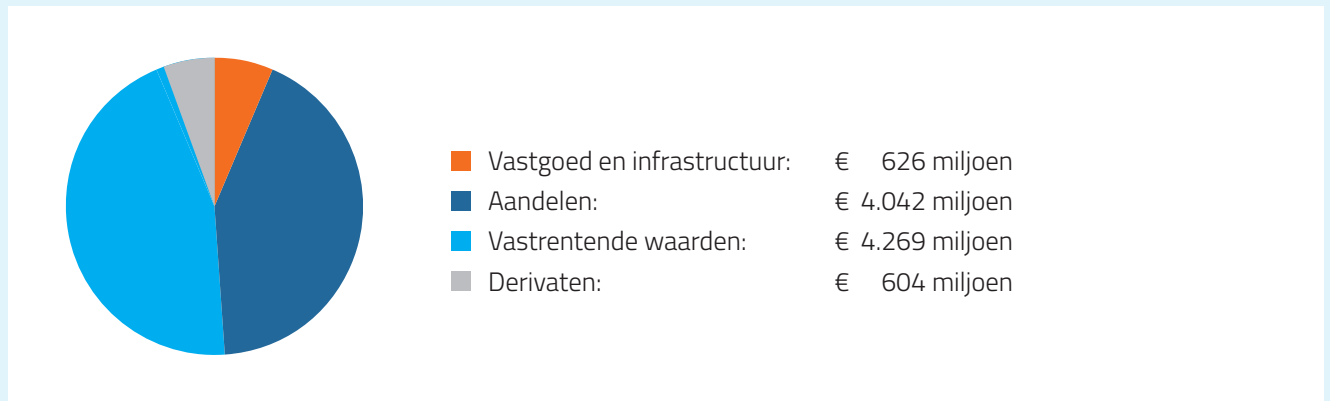 Vastgoed en infrastructuur: € 626 miljoen
Aandelen: € 4.042 miljoen
Vastrentende waarden: € 4.269 miljoen
Derivaten: € 604 miljoen